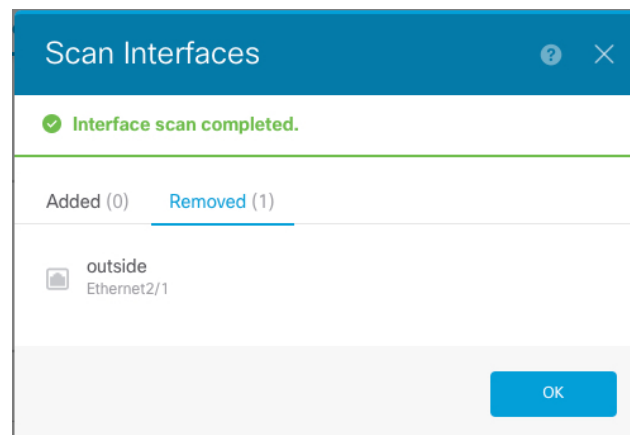 Scan Interfaces
?
Interface scan completed.
Added (0) Removed (1)
outside
Ethernet2/1
OK